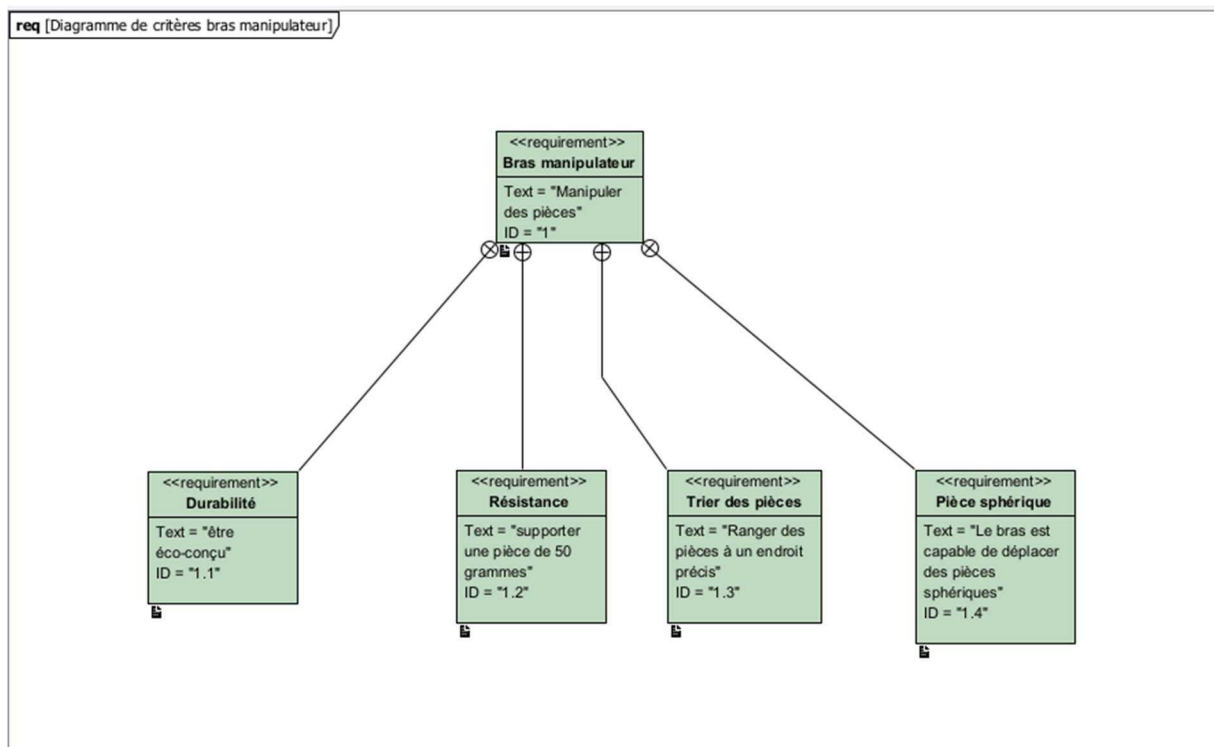 req [Diagramme de critères bras manipulateur]
<<requirement>>
Bras manipulateur
Text = "Manipuler
des pièces"
ID = "1"
<<requirement>>
Durabilité
Text = "être
éco-conçu"
ID = "1.1"
<<requirement>>
Résistance
Text = "supporter
une pièce de 50
grammes"
ID = "1.2"
<<requirement>>
Trier des pièces
Text = "Ranger des
pièces à un endroit
précis"
ID = "1.3"
<<requirement>>
Pièce sphérique
Text = "Le bras est
capable de déplacer
des pièces
sphériques"
ID = "1.4"